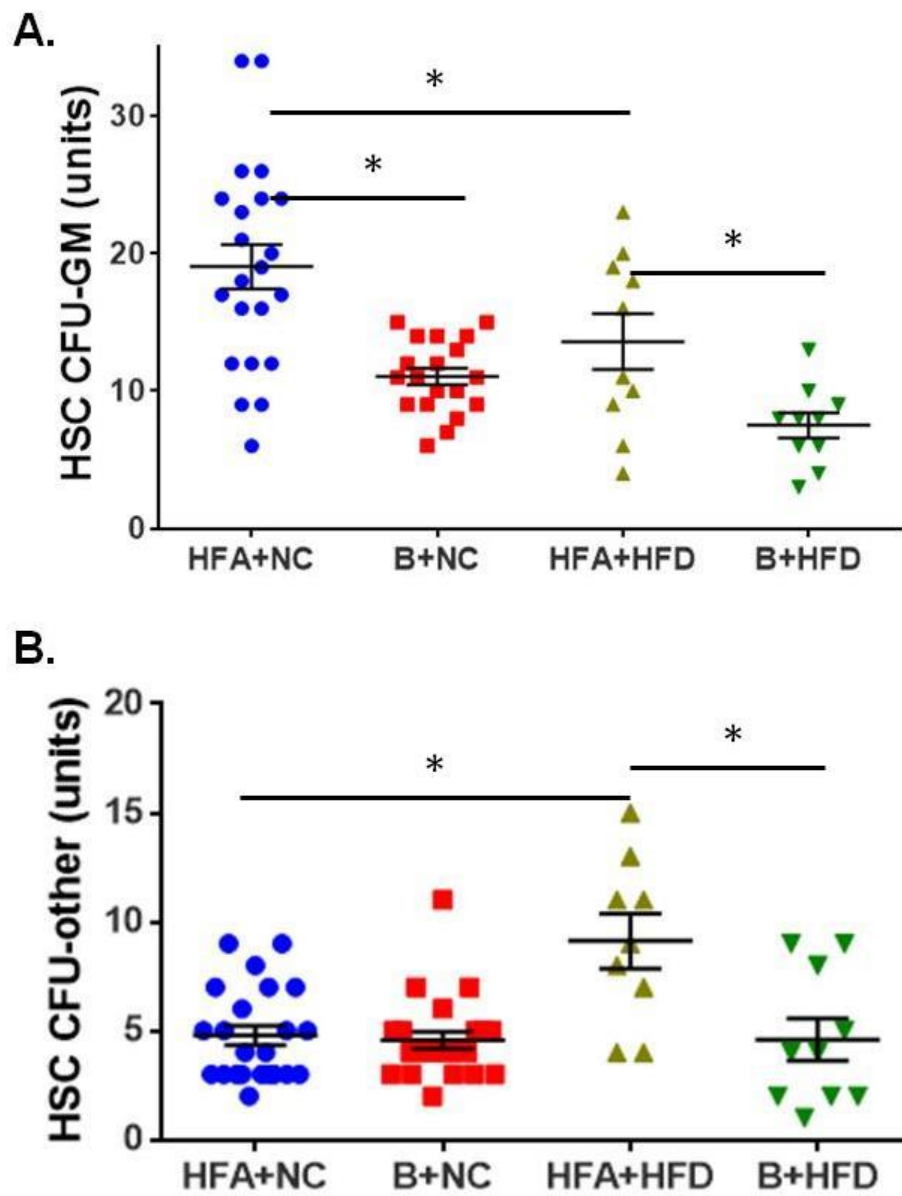 A.
HSC CFU-GM (units)
30
20
10
0
*
*
*
HFA+NC B+NC HFA+HFD B+HFD
B.
HSC CFU-other (units)
20
15
10
5
0
*
*
HFA+NC B+NC HFA+HFD B+HFD